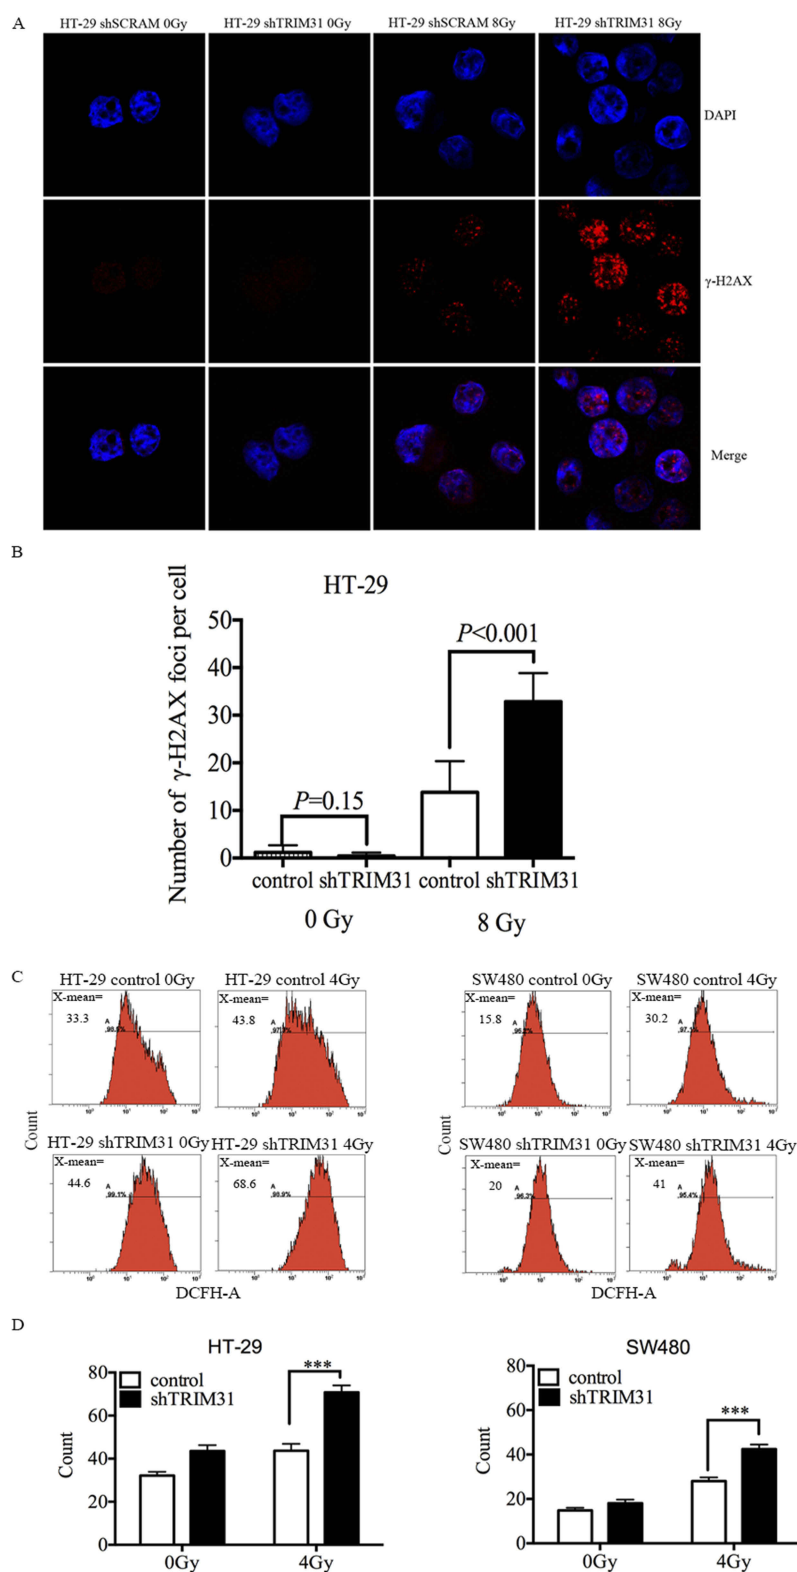 A
HT-29 shSCRAM 0Gy
HT-29 shTRIM31 0Gy
HT-29 shSCRAM 8Gy
HT-29 shTRIM31 8Gy
DAPI
γ-H2AX
Merge
B
HT-29
Number of γ-H2AX foci per cell
50
40
30
20
10
0
P=0.15
P<0.001
control shTRIM31 control shTRIM31
0 Gy 8 Gy
C
HT-29 control 0Gy
X-mean=
33.3
A
HT-29 control 4Gy
X-mean=
43.8
A
SW480 control 0Gy
X-mean=
15.8
A
SW480 control 4Gy
X-mean=
30.2
A
Count
Count
HT-29 shTRIM31 0Gy
X-mean=
44.6
A
99.1%
HT-29 shTRIM31 4Gy
X-mean=
68.6
A
98.9%
SW480 shTRIM31 0Gy
X-mean=
20
A
SW480 shTRIM31 4Gy
X-mean=
41
A
95.4%
DCFH-A
DCFH-A
D
HT-29
control
shTRIM31
***
Count
80
60
40
20
0
0Gy 4Gy
SW480
control
shTRIM31
***
Count
80
60
40
20
0
0Gy 4Gy